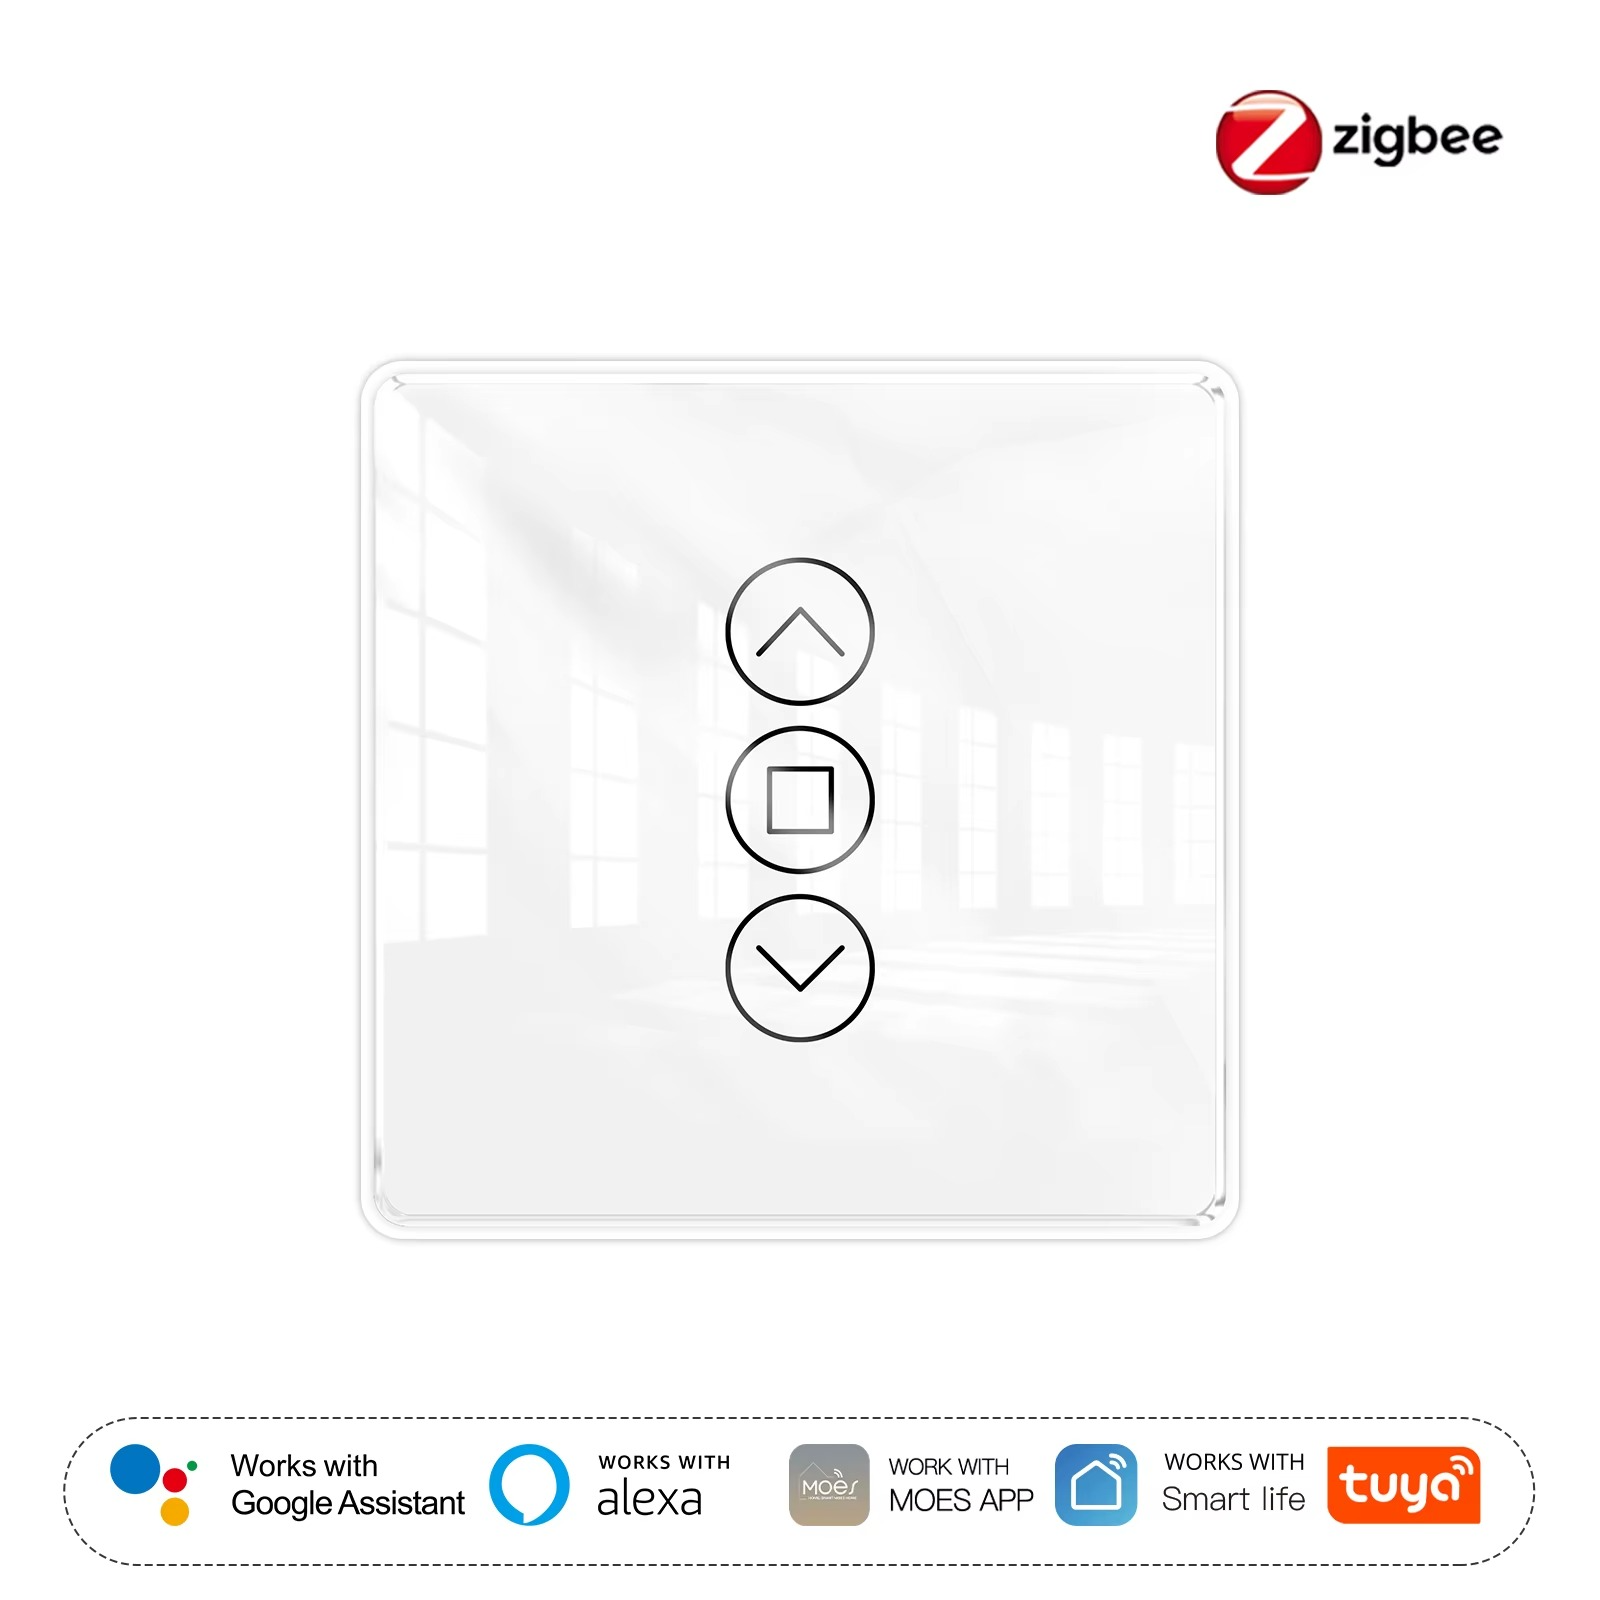 zigbee
Works with
Google Assistant
WORKS WITH
alexa
MOES
WORK WITH
MOES APP
WORKS WITH
Smart life
tuya